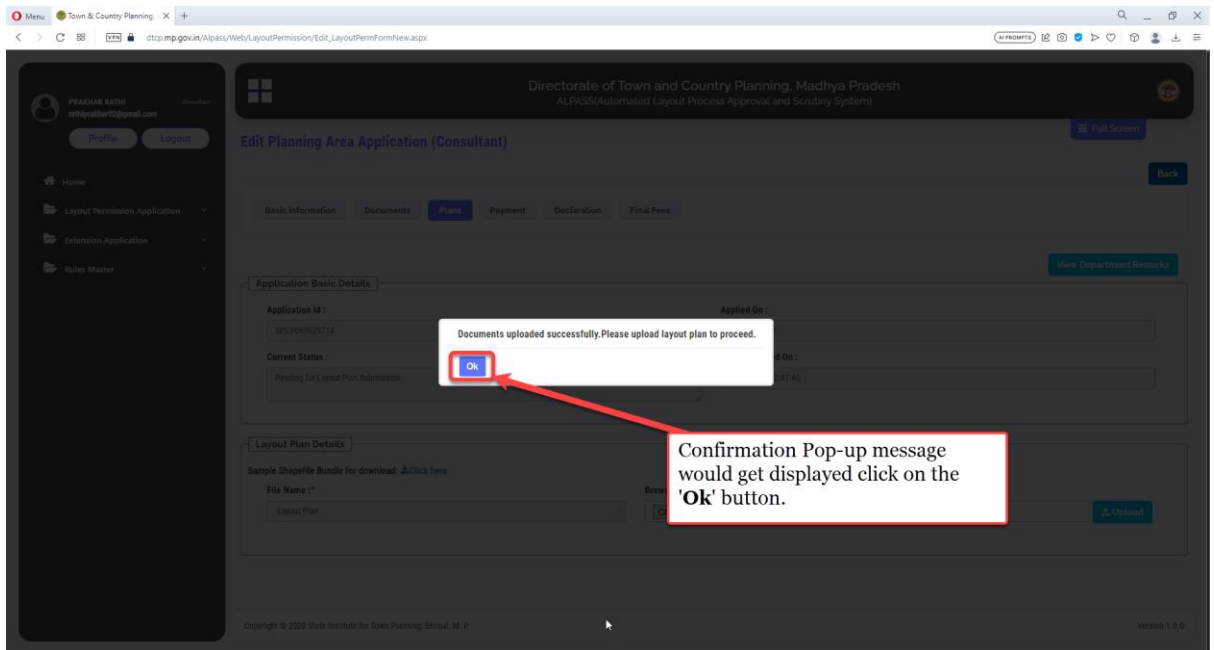 Menu
Town & Country Planning,
VPN
dtcp.mp.gov.in/Alpass/Web/LayoutPermission/Edit_LayoutPermFormNew.aspx
AI PROMPTS
Directorate of Town and Country Planning, Madhya Pradesh
ALPASS(Automated Layout Process Approval and Scrutiny System)
PRAKHAR RATHI
Profile
Logout
Full Screen
Edit Planning Area Application (Consultant)
Back
Home
Layout Permission Application
Extension Application
Rules Master
Basic Information
Documents
Plans
Payment
Declaration
Final Fees
View Department Remarks
Application Basic Details
Application Id :
Applied On :
Documents uploaded successfully.Please upload layout plan to proceed.
Current Status :
d On :
Ok
Pending for Layout Plan Submission
Layout Plan Details
Confirmation Pop-up message
would get displayed click on the
'Ok' button.
Sample Shapefile Bundle for download: Click here
File Name :*
Layout Plan
Upload
Copyright © 2020 State Institute for Town Planning, Bhopal, M. P.
Version 1.0.0